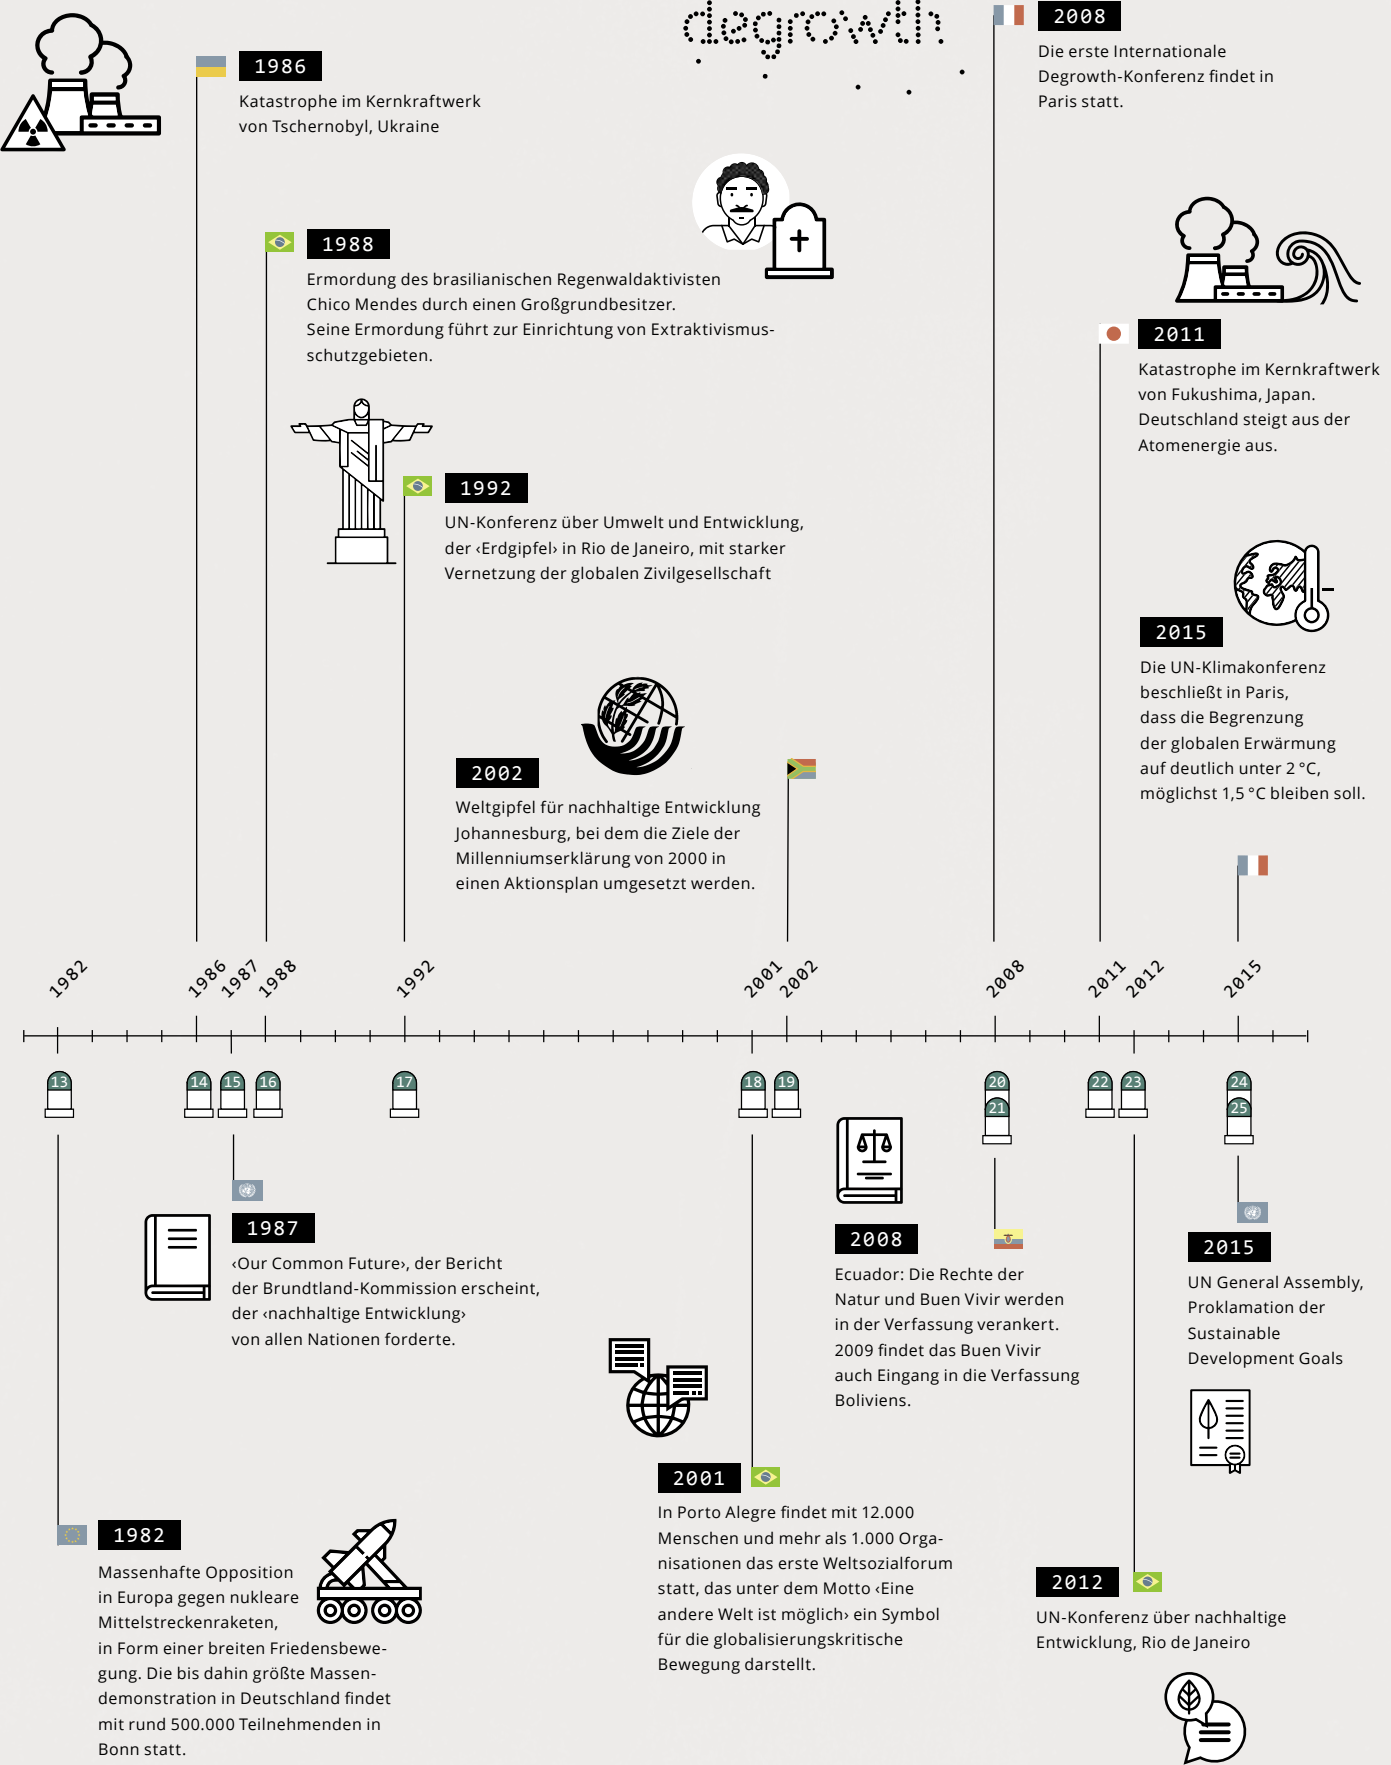 degrowth
1986
Katastrophe im Kernkraftwerk
von Tschernobyl, Ukraine
2008
Die erste Internationale
Degrowth-Konferenz findet in
Paris statt.
1988
Ermordung des brasilianischen Regenwaldaktivisten
Chico Mendes durch einen Großgrundbesitzer.
Seine Ermordung führt zur Einrichtung von Extraktivismus-
schutzgebieten.
2011
Katastrophe im Kernkraftwerk
von Fukushima, Japan.
Deutschland steigt aus der
Atomenergie aus.
1992
UN-Konferenz über Umwelt und Entwicklung,
der ‹Erdgipfel› in Rio de Janeiro, mit starker
Vernetzung der globalen Zivilgesellschaft
2015
Die UN-Klimakonferenz
beschließt in Paris,
dass die Begrenzung
der globalen Erwärmung
auf deutlich unter 2 °C,
möglichst 1,5 °C bleiben soll.
2002
Weltgipfel für nachhaltige Entwicklung
Johannesburg, bei dem die Ziele der
Millenniumserklärung von 2000 in
einen Aktionsplan umgesetzt werden.
1982 1986 1987 1988 1992 2001 2002 2008 2011 2012 2015
13 14 15 16 17 18 19 20 22 23 24
21 25
1987
‹Our Common Future›, der Bericht
der Brundtland-Kommission erscheint,
der ‹nachhaltige Entwicklung›
von allen Nationen forderte.
2008
Ecuador: Die Rechte der
Natur und Buen Vivir werden
in der Verfassung verankert.
2009 findet das Buen Vivir
auch Eingang in die Verfassung
Boliviens.
2015
UN General Assembly,
Proklamation der
Sustainable
Development Goals
2001
In Porto Alegre findet mit 12.000
Menschen und mehr als 1.000 Orga-
nisationen das erste Weltsozialforum
statt, das unter dem Motto ‹Eine
andere Welt ist möglich› ein Symbol
für die globalisierungskritische
Bewegung darstellt.
1982
Massenhafte Opposition
in Europa gegen nukleare
Mittelstreckenraketen,
in Form einer breiten Friedensbewe-
gung. Die bis dahin größte Massen-
demonstration in Deutschland findet
mit rund 500.000 Teilnehmenden in
Bonn statt.
2012
UN-Konferenz über nachhaltige
Entwicklung, Rio de Janeiro